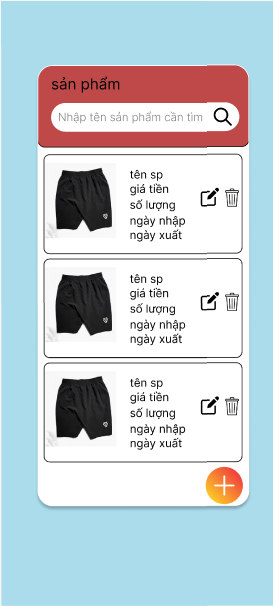 sản phẩm
Nhập tên sản phẩm cần tìm
tên sp
giá tiền
số lượng
ngày nhập
ngày xuất
tên sp
giá tiền
số lượng
ngày nhập
ngày xuất
tên sp
giá tiền
số lượng
ngày nhập
ngày xuất